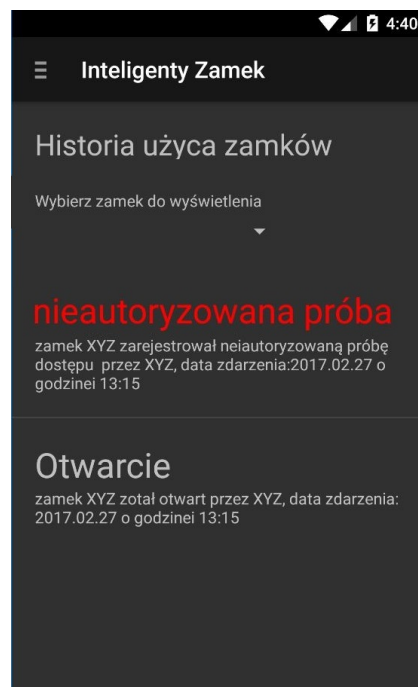 4:40
Inteligenty Zamek
Historia użyca zamków
Wybierz zamek do wyświetlenia
nieautoryzowana próba
zamek XYZ zarejestrował neiautoryzowaną próbę
dostępu przez XYZ, data zdarzenia:2017.02.27 o
godzinei 13:15
Otwarcie
zamek XYZ zotał otwart przez XYZ, data zdarzenia:
2017.02.27 o godzinei 13:15